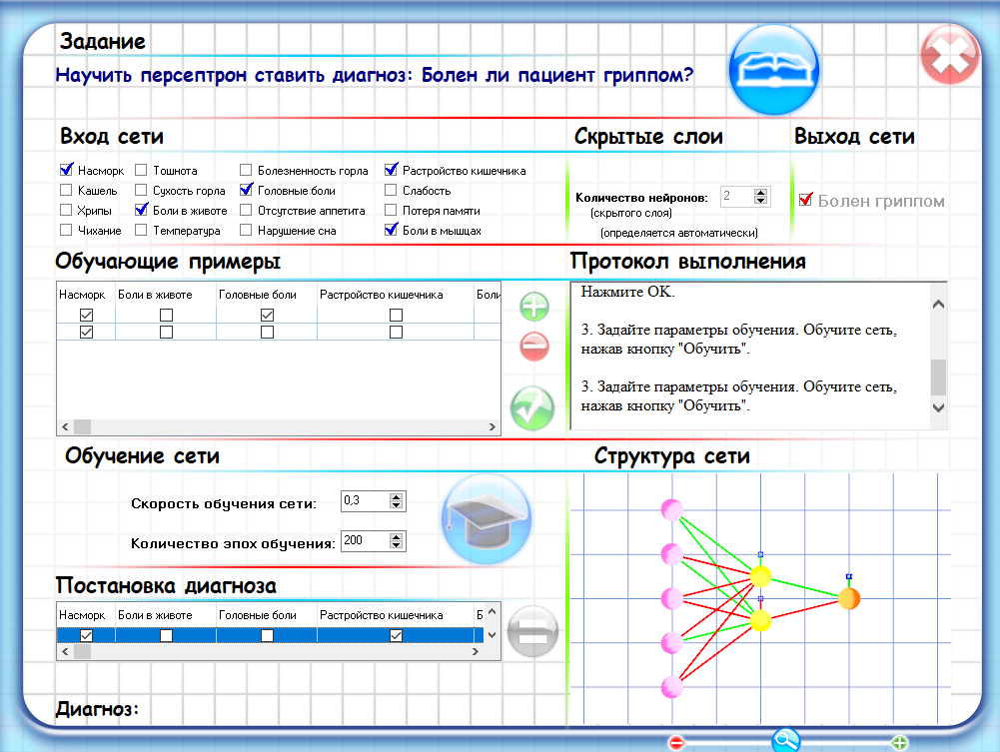 Задание
Научить персептрон ставить диагноз: Болен ли пациент гриппом?
Вход сети
Насморк Тошнота Болезненность горла Растройство кишечника
Кашель Сухость горла Головные боли Слабость
Хрипы Боли в животе Отсутствие аппетита Потеря памяти
Чихание Температура Нарушение сна Боли в мышцах
Скрытые слои
Количество нейронов: 2
(скрытого слоя)
(определяется автоматически)
Выход сети
Болен гриппом
Обучающие примеры
Насморк Боли в животе Головные боли Растройство кишечника Боли
Протокол выполнения
Нажмите OK.
3. Задайте параметры обучения. Обучите сеть,
нажав кнопку "Обучить".
3. Задайте параметры обучения. Обучите сеть,
нажав кнопку "Обучить".
Обучение сети
Скорость обучения сети: 0,3
Количество эпох обучения: 200
Структура сети
Постановка диагноза
Насморк Боли в животе Головные боли Растройство кишечника Б
Диагноз: